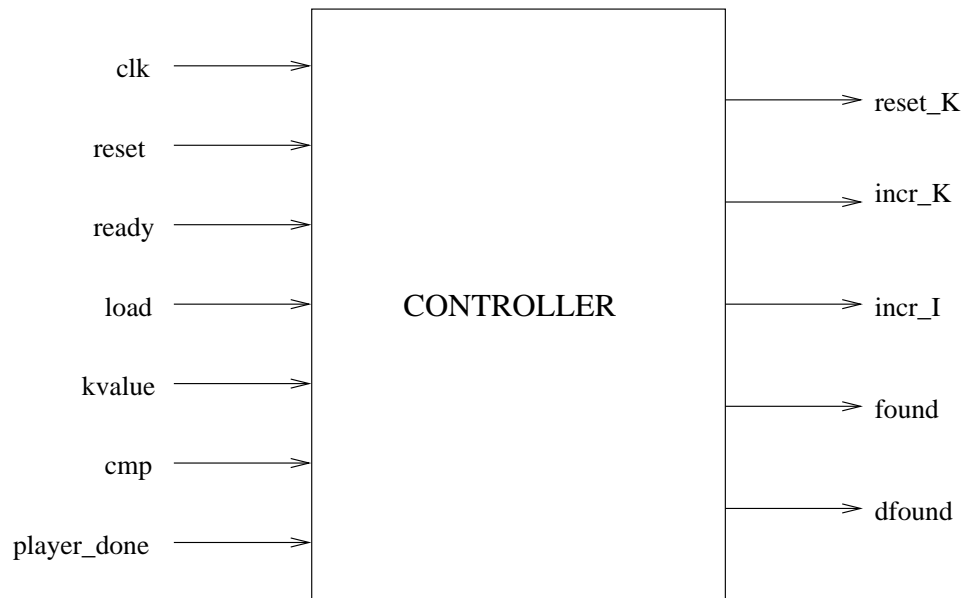 clk
reset
ready
load
kvalue
cmp
player_done
CONTROLLER
reset_K
incr_K
incr_I
found
dfound